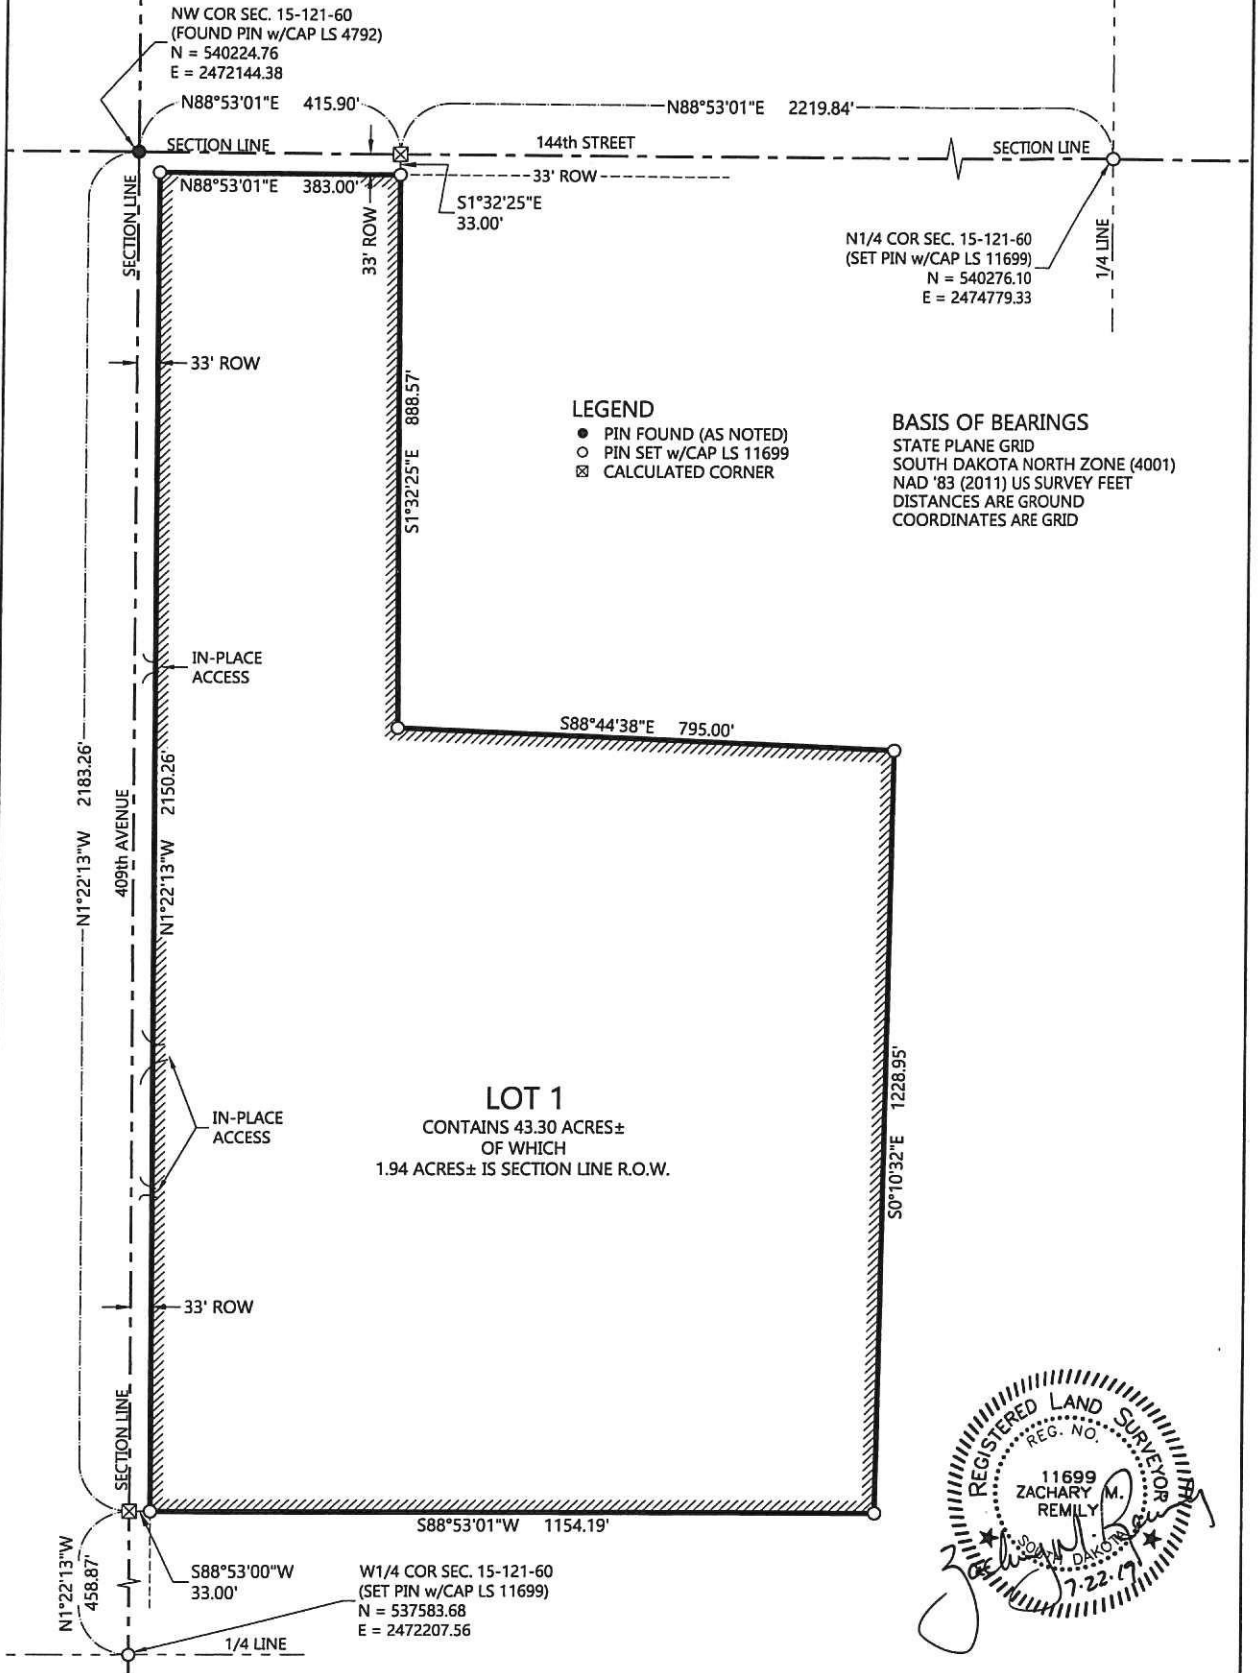 NW COR SEC. 15-121-60
(FOUND PIN w/CAP LS 4792)
N = 540224.76
E = 2472144.38
N88°53'01"E 415.90'
N88°53'01"E 2219.84'
SECTION LINE
144th STREET
SECTION LINE
N88°53'01"E 383.00'
33' ROW
S1°32'25"E
33.00'
SECTION LINE
33' ROW
N1/4 COR SEC. 15-121-60
(SET PIN w/CAP LS 11699)
N = 540276.10
E = 2474779.33
1/4 LINE
33' ROW
S1°32'25"E 888.57'
LEGEND
PIN FOUND (AS NOTED)
PIN SET w/CAP LS 11699
CALCULATED CORNER
BASIS OF BEARINGS
STATE PLANE GRID
SOUTH DAKOTA NORTH ZONE (4001)
NAD '83 (2011) US SURVEY FEET
DISTANCES ARE GROUND
COORDINATES ARE GRID
IN-PLACE
ACCESS
S88°44'38"E 795.00'
N1°22'13"W 2183.26'
409th AVENUE
N1°22'13"W 2150.26'
LOT 1
CONTAINS 43.30 ACRES±
OF WHICH
1.94 ACRES± IS SECTION LINE R.O.W.
IN-PLACE
ACCESS
S0°10'32"E 1228.95'
33' ROW
SECTION LINE
S88°53'01"W 1154.19'
N1°22'13"W
458.87'
S88°53'00"W
33.00'
W1/4 COR SEC. 15-121-60
(SET PIN w/CAP LS 11699)
N = 537583.68
E = 2472207.56
1/4 LINE
REGISTERED LAND SURVEYOR
REG. NO.
11699
ZACHARY M.
REMILY
SOUTH DAKOTA
Zachary M. Remily
7-22-19